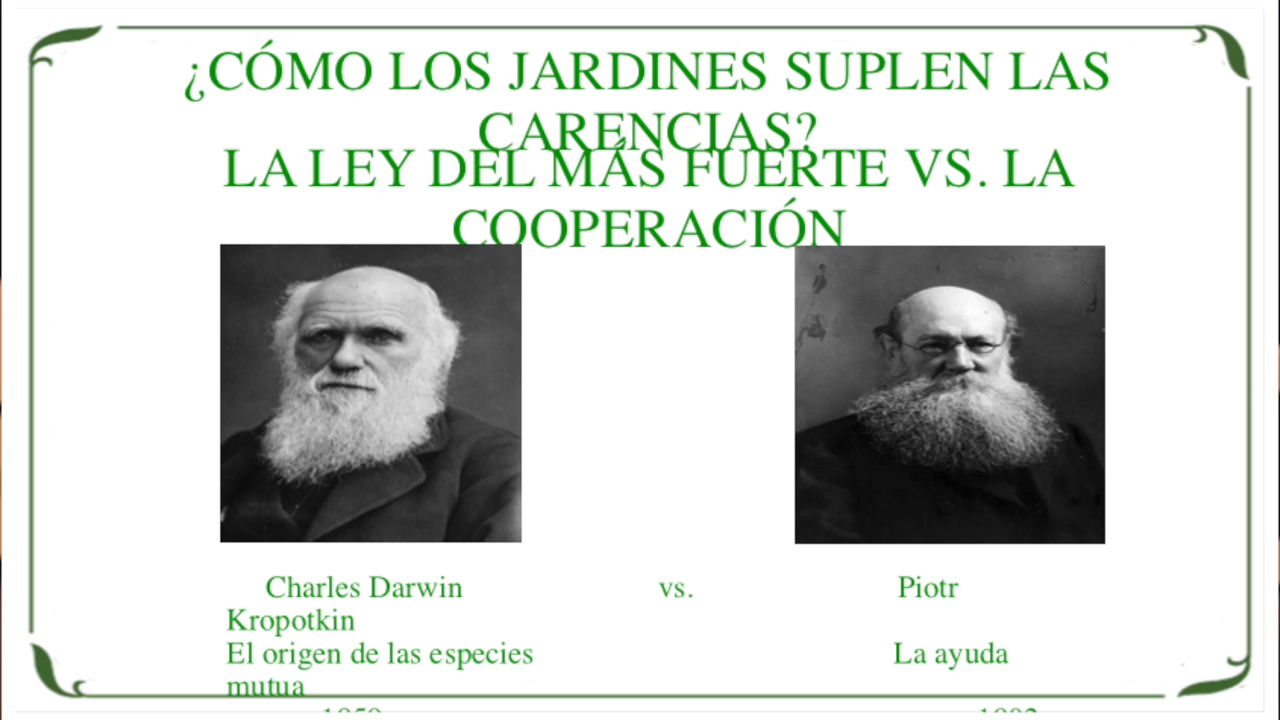 ¿CÓMO LOS JARDINES SUPLEN LAS
CARENCIAS?
LA LEY DEL MÁS FUERTE VS. LA
COOPERACIÓN
Charles Darwin vs. Piotr
Kropotkin
El origen de las especies La ayuda
mutua